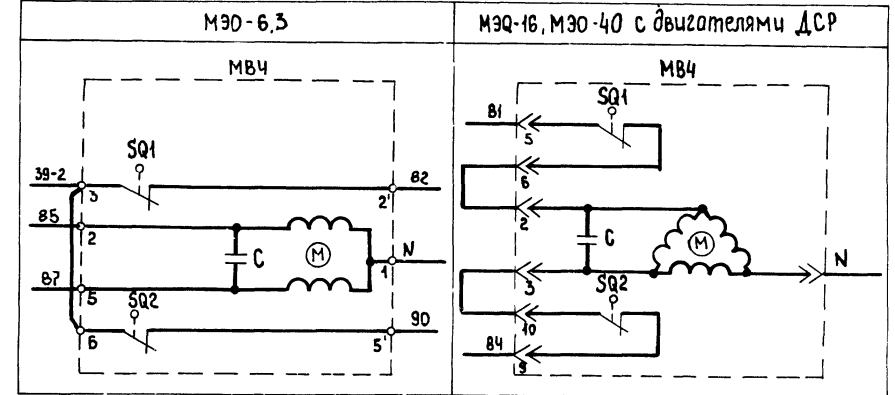 МЭО-6,3
МЭО-16, МЭО-40 с двигателями ДСР
МВЧ
SQ1
39-2
3
2'
82
85
2
C
М
N
1
87
5
SQ2
6
5'
90
МВЧ
81
SQ1
5
6
2
C
М
N
3
SQ2
10
84
9